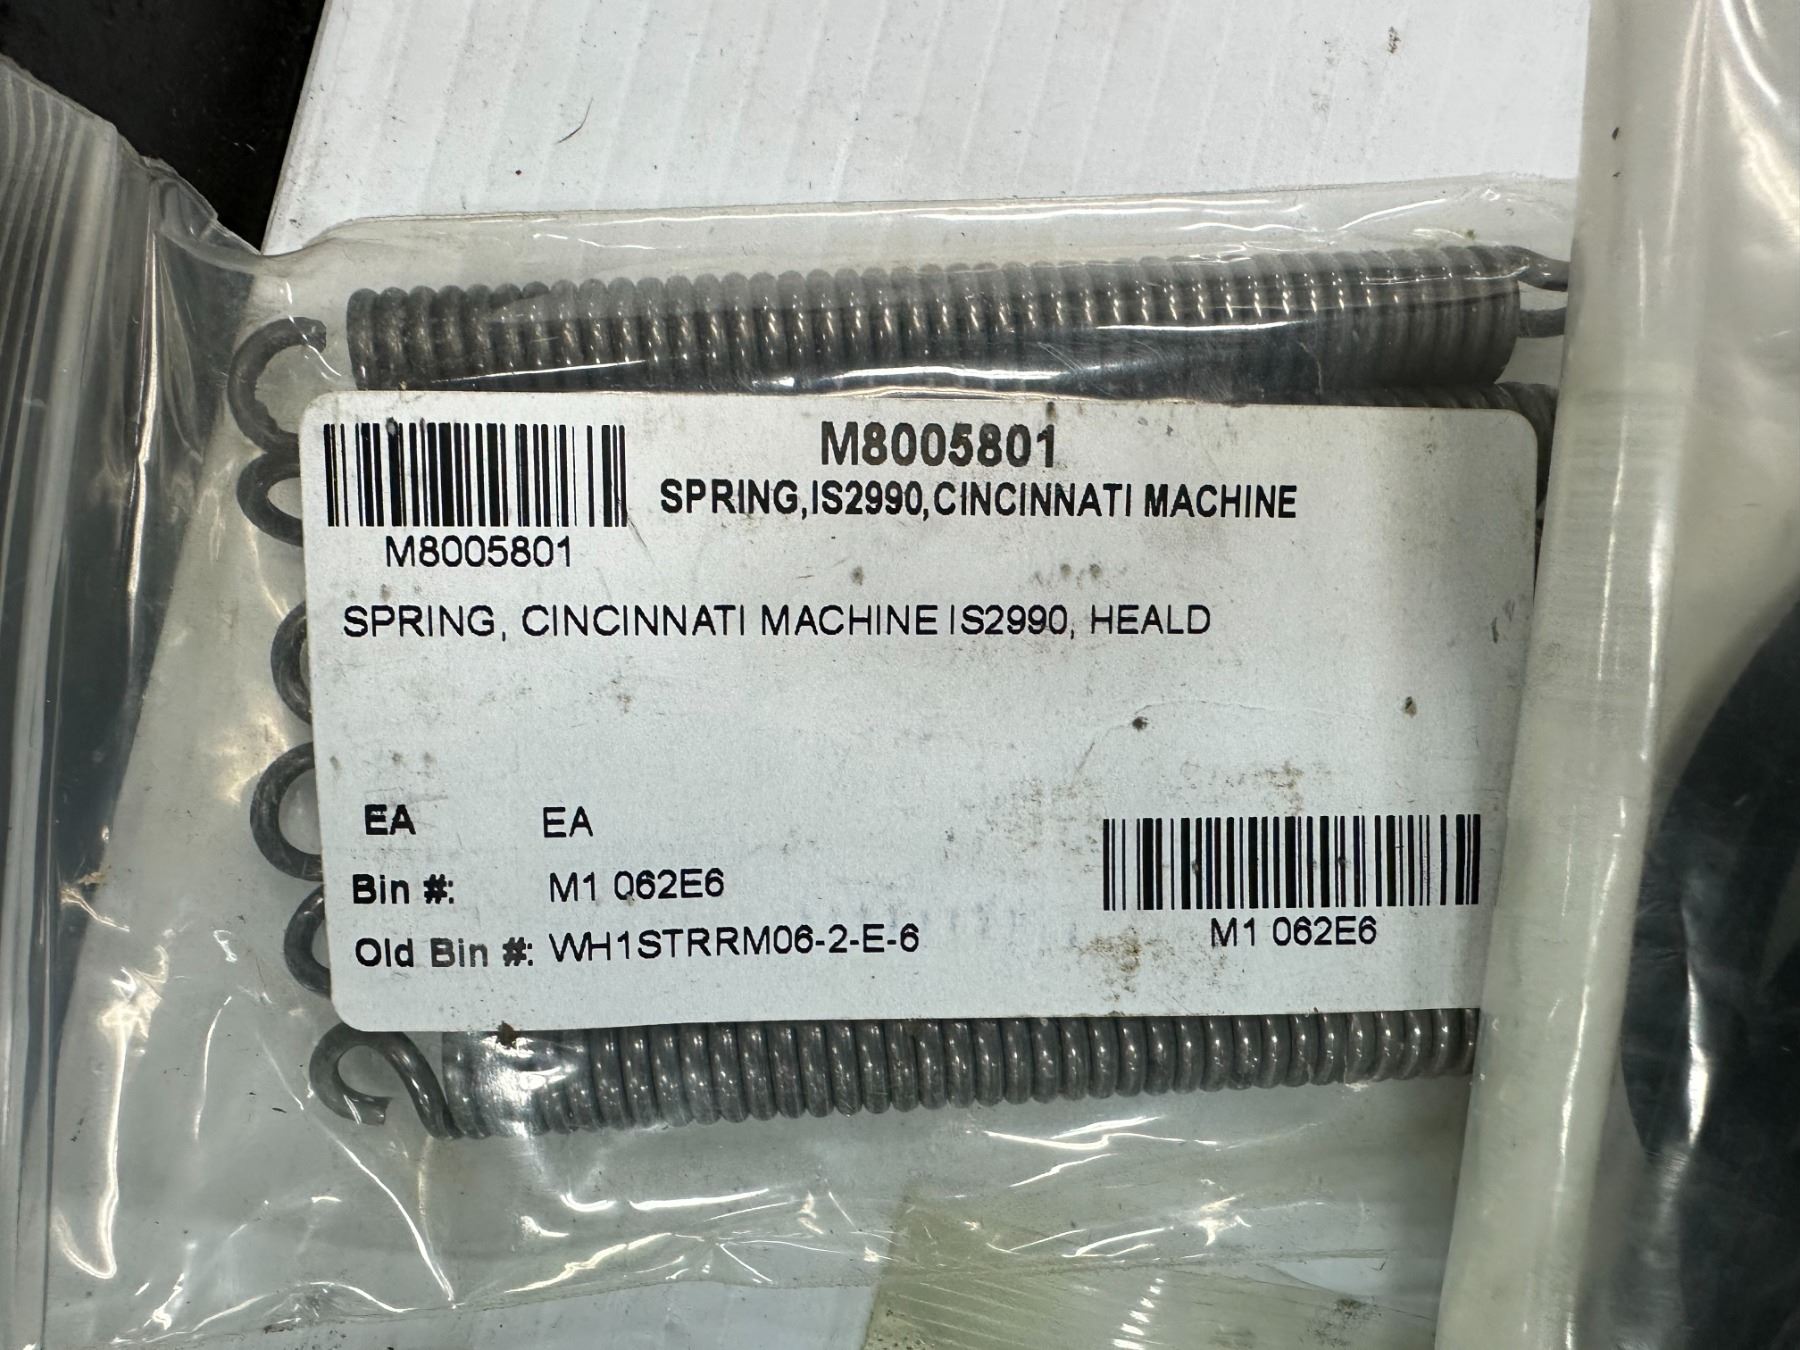 M8005801
SPRING,IS2990,CINCINNATI MACHINE
M8005801
SPRING, CINCINNATI MACHINE IS2990, HEALD
EA EA
Bin #: M1 062E6
Old Bin #: WH1STRRM06-2-E-6
M1 062E6